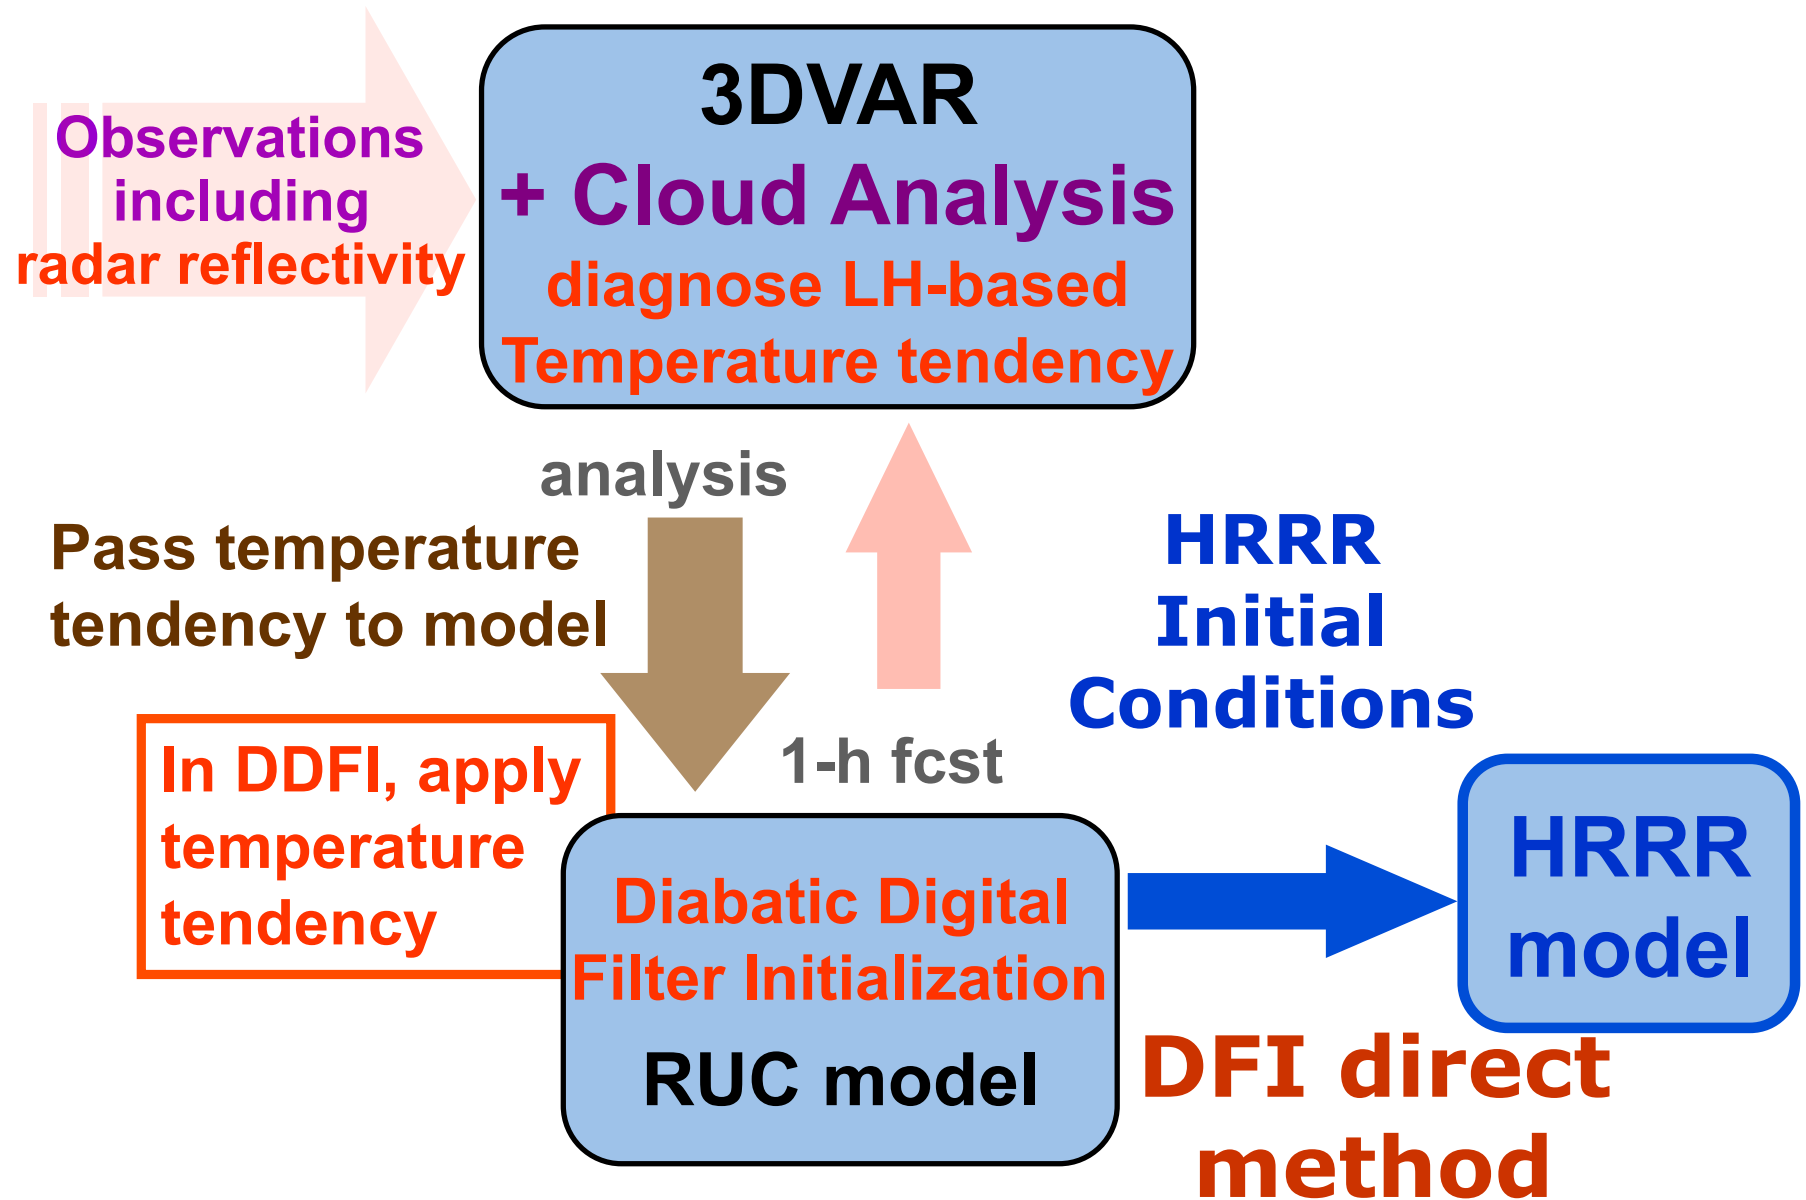 Observations
including
radar reflectivity
3DVAR
+ Cloud Analysis
diagnose LH-based
Temperature tendency
analysis
Pass temperature
tendency to model
1-h fcst
In DDFI, apply
temperature
tendency
Diabatic Digital
Filter Initialization
RUC model
HRRR
Initial
Conditions
HRRR
model
DFI direct
method